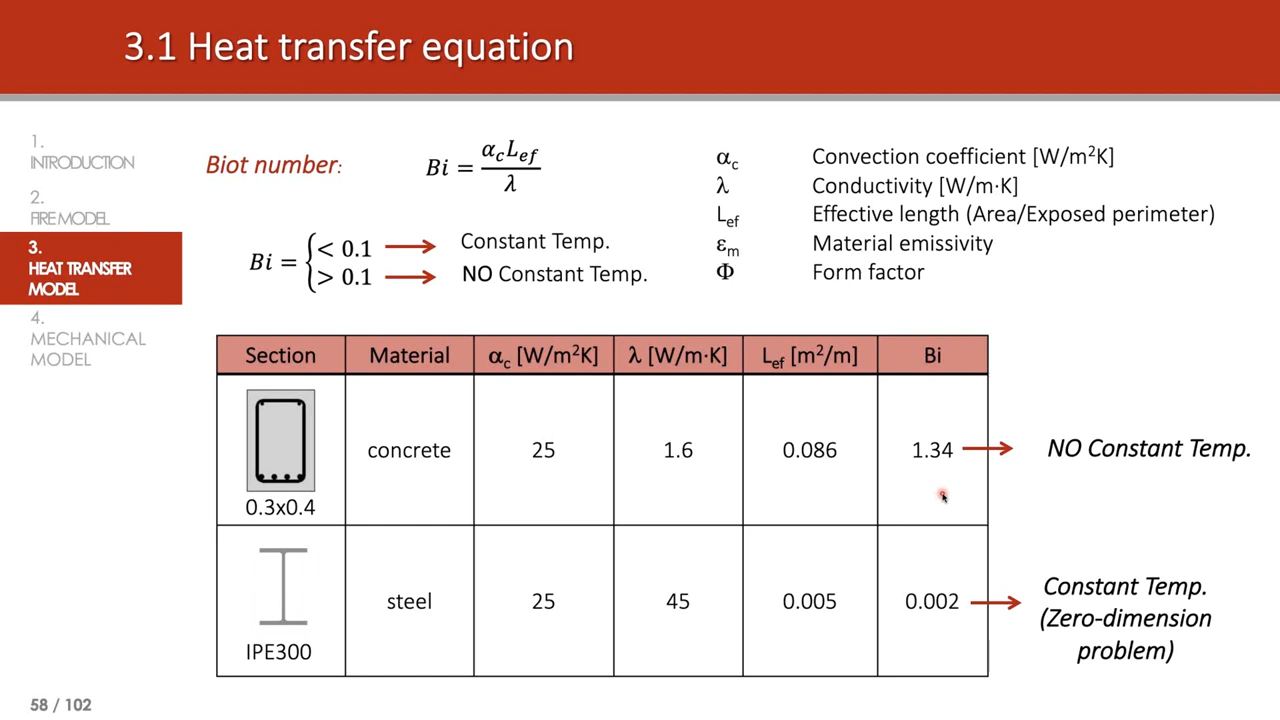 3.1 Heat transfer equation
1.
INTRODUCTION
2.
FIRE MODEL
3.
HEAT TRANSFER
MODEL
4.
MECHANICAL
MODEL
Biot number:
Bi = α_c L_ef / λ
Bi = { < 0.1 → Constant Temp.
> 0.1 → NO Constant Temp.
α_c Convection coefficient [W/m²K]
λ Conductivity [W/m·K]
L_ef Effective length (Area/Exposed perimeter)
ε_m Material emissivity
Φ Form factor
Section Material α_c [W/m²K] λ [W/m·K] L_ef [m²/m] Bi
0.3x0.4 concrete 25 1.6 0.086 1.34 → NO Constant Temp.
IPE300 steel 25 45 0.005 0.002 → Constant Temp.
(Zero-dimension
problem)
58 / 102